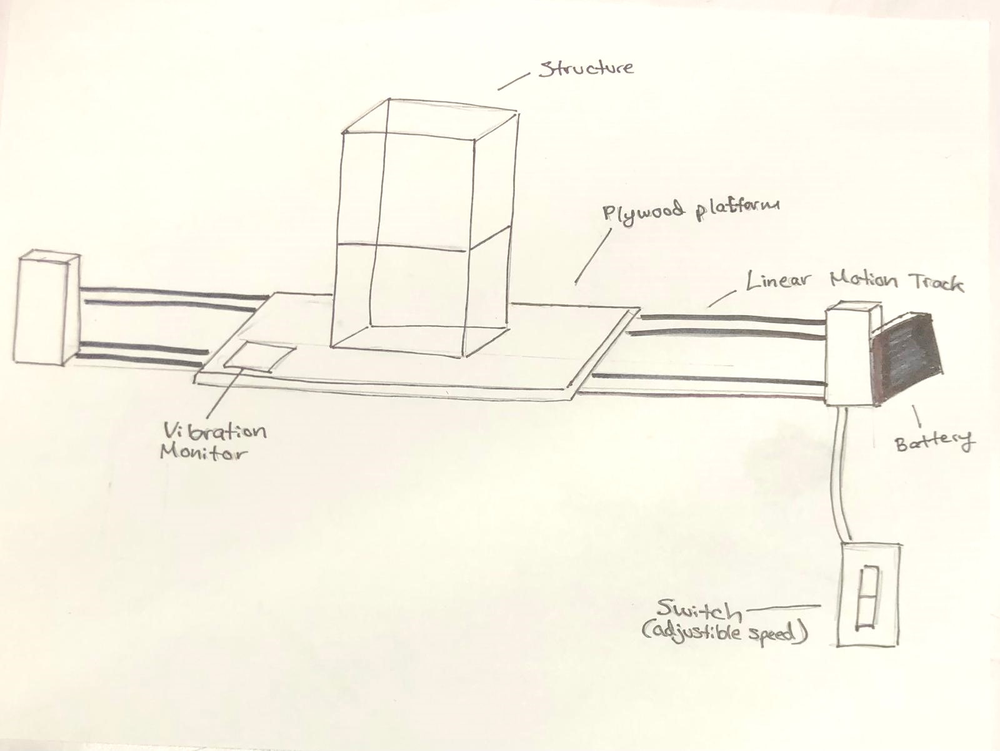 Structure
Plywood platform
Linear Motion Track
Vibration
Monitor
Battery
Switch
(adjustible speed)